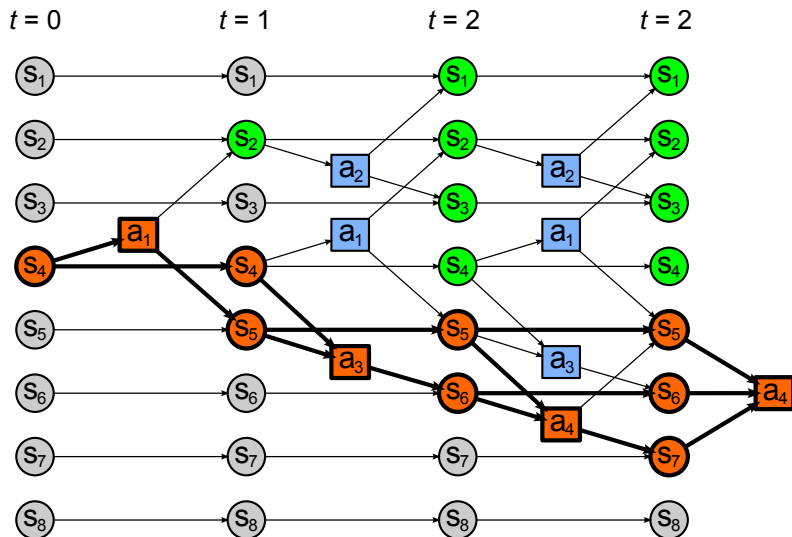 t = 0 t = 1 t = 2 t = 2
s1 s1 s1 s1
s2 s2 s2 s2
a2 a2
s3 s3 s3 s3
a1 a1 a1
s4 s4 s4 s4
s5 s5 s5 s5
a3 a3
s6 s6 s6 s6 a4
a4
s7 s7 s7 s7
s8 s8 s8 s8